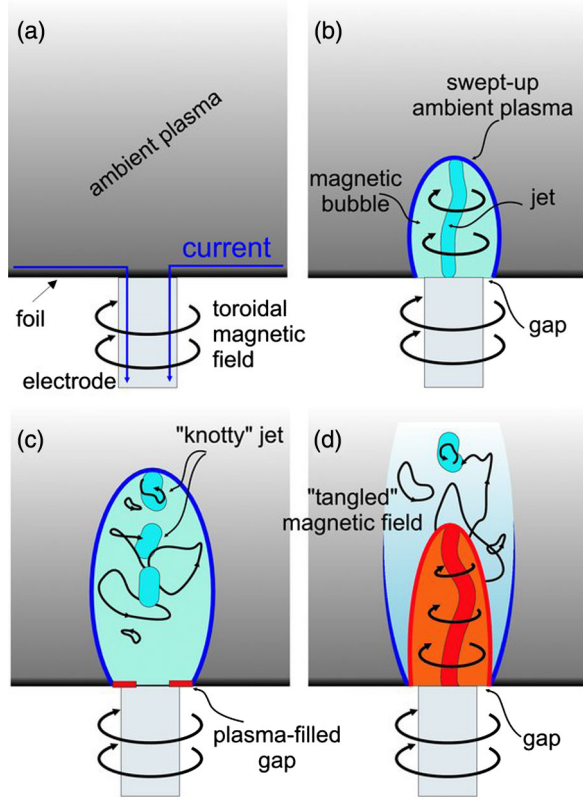 (a)
ambient plasma
current
foil
toroidal
magnetic
field
electrode
(b)
swept-up
ambient plasma
magnetic
bubble
jet
gap
(c)
"knotty" jet
plasma-filled
gap
(d)
"tangled"
magnetic field
gap